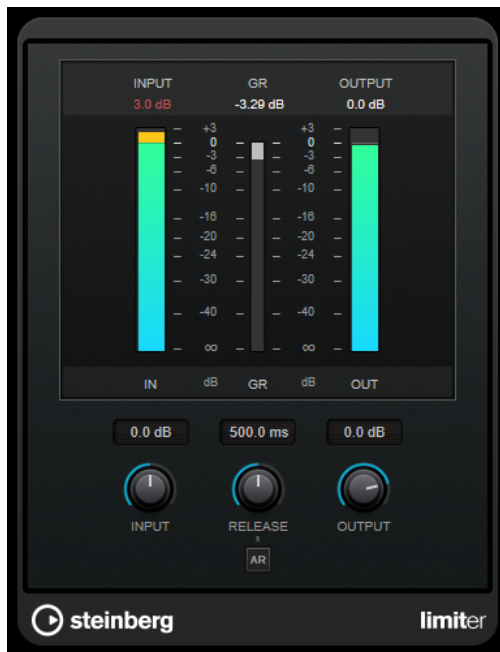 INPUT GR OUTPUT
3.0 dB -3.29 dB 0.0 dB
+3 +3
0 0
-3 -3
-6 -6
-10 -10
-16 -16
-20 -20
-24 -24
-30 -30
-40 -40
∞ ∞
IN dB GR dB OUT
0.0 dB 500.0 ms 0.0 dB
INPUT RELEASE OUTPUT
AR
steinberg limiter